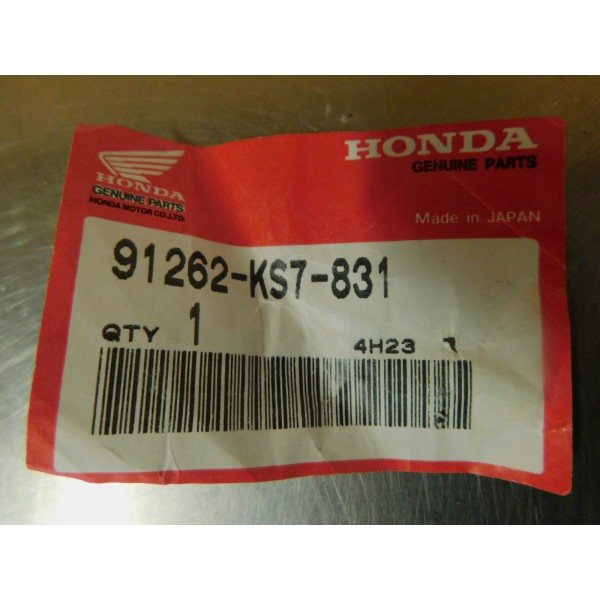 HONDA
GENUINE PARTS
HONDA MOTOR CO.,LTD.
HONDA
GENUINE PARTS
Made in JAPAN
91262-KS7-831
QTY 1
4H23